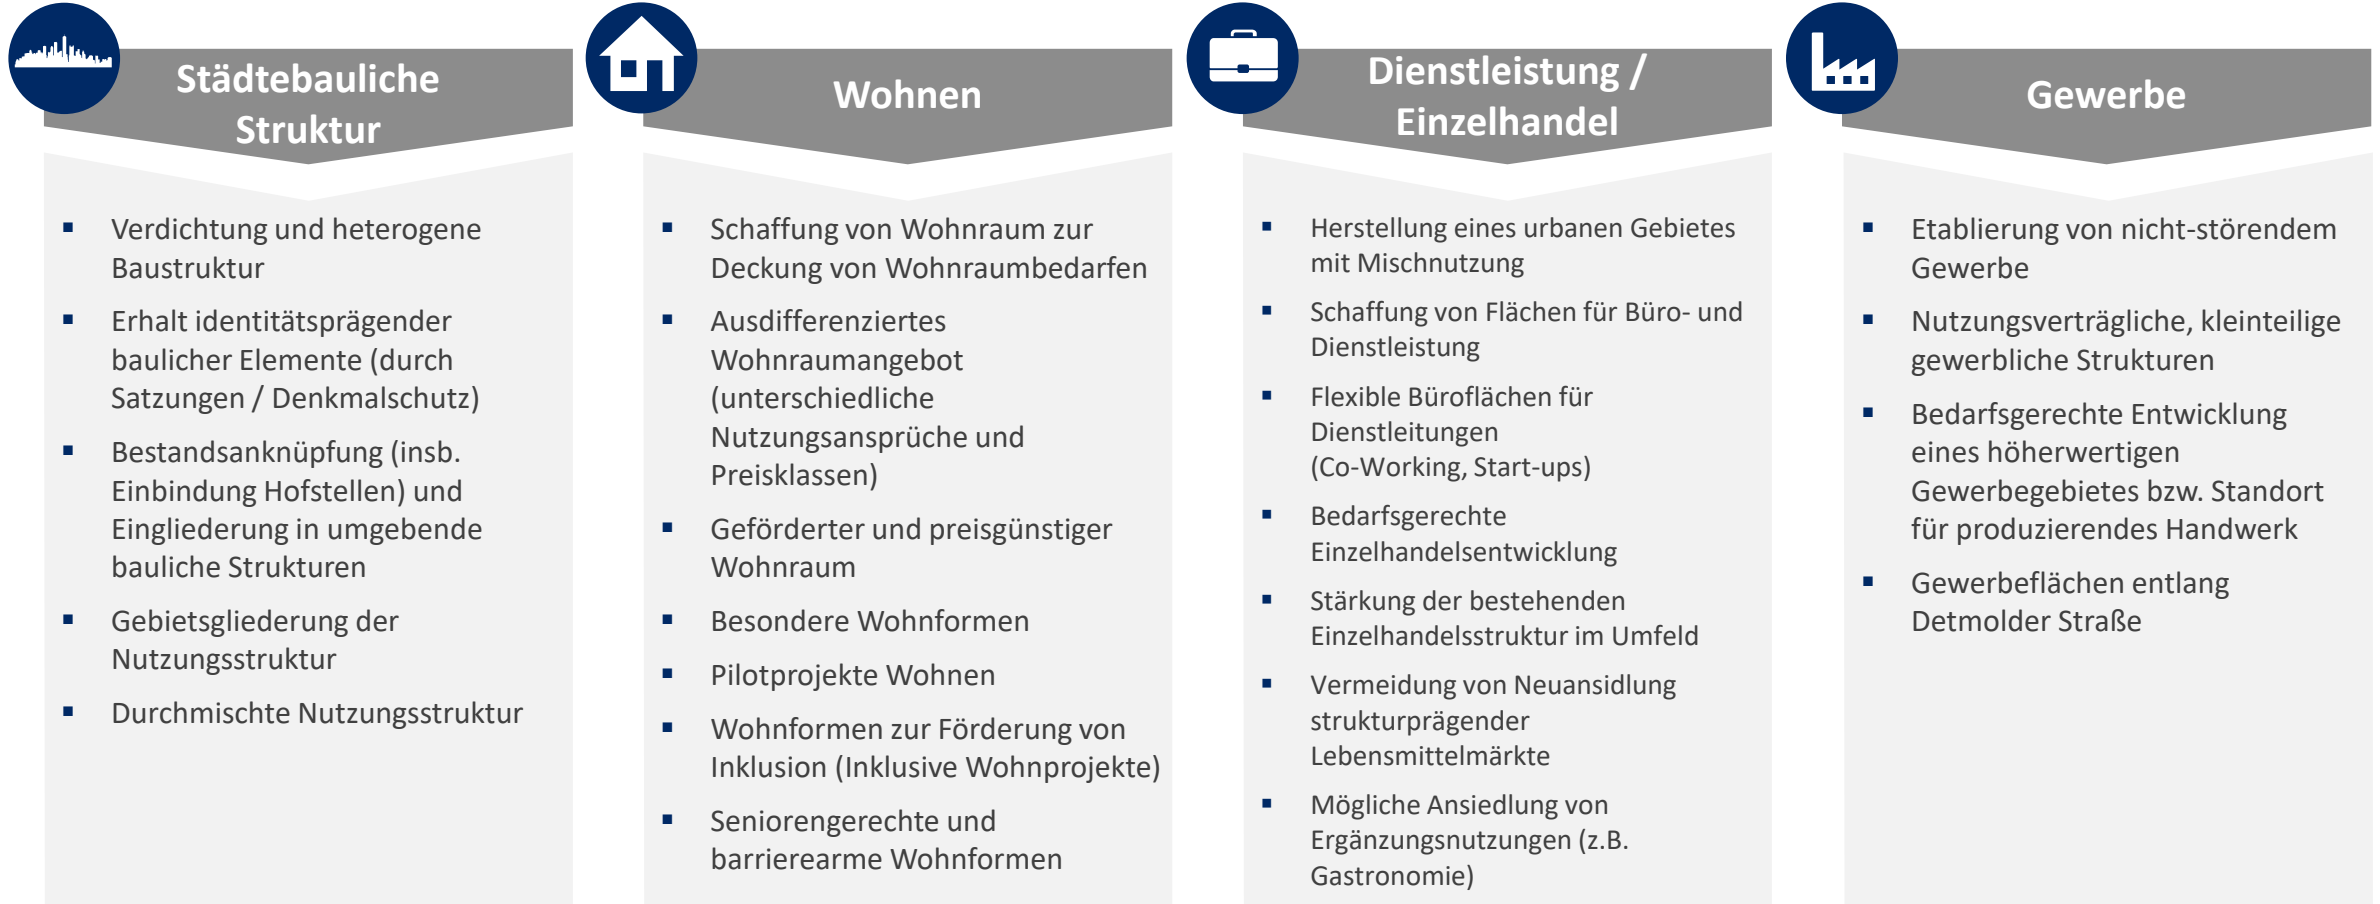 Städtebauliche
Struktur
▪ Verdichtung und heterogene
Baustruktur
▪ Erhalt identitätsprägender
baulicher Elemente (durch
Satzungen / Denkmalschutz)
▪ Bestandsanknüpfung (insb.
Einbindung Hofstellen) und
Eingliederung in umgebende
bauliche Strukturen
▪ Gebietsgliederung der
Nutzungsstruktur
▪ Durchmischte Nutzungsstruktur
Wohnen
▪ Schaffung von Wohnraum zur
Deckung von Wohnraumbedarfen
▪ Ausdifferenziertes
Wohnraumangebot
(unterschiedliche
Nutzungsansprüche und
Preisklassen)
▪ Geförderter und preisgünstiger
Wohnraum
▪ Besondere Wohnformen
▪ Pilotprojekte Wohnen
▪ Wohnformen zur Förderung von
Inklusion (Inklusive Wohnprojekte)
▪ Seniorengerechte und
barrierearme Wohnformen
Dienstleistung /
Einzelhandel
▪ Herstellung eines urbanen Gebietes
mit Mischnutzung
▪ Schaffung von Flächen für Büro- und
Dienstleistung
▪ Flexible Büroflächen für
Dienstleitungen
(Co-Working, Start-ups)
▪ Bedarfsgerechte
Einzelhandelsentwicklung
▪ Stärkung der bestehenden
Einzelhandelsstruktur im Umfeld
▪ Vermeidung von Neuansidlung
strukturprägender
Lebensmittelmärkte
▪ Mögliche Ansiedlung von
Ergänzungsnutzungen (z.B.
Gastronomie)
Gewerbe
▪ Etablierung von nicht-störendem
Gewerbe
▪ Nutzungsverträgliche, kleinteilige
gewerbliche Strukturen
▪ Bedarfsgerechte Entwicklung
eines höherwertigen
Gewerbegebietes bzw. Standort
für produzierendes Handwerk
▪ Gewerbeflächen entlang
Detmolder Straße